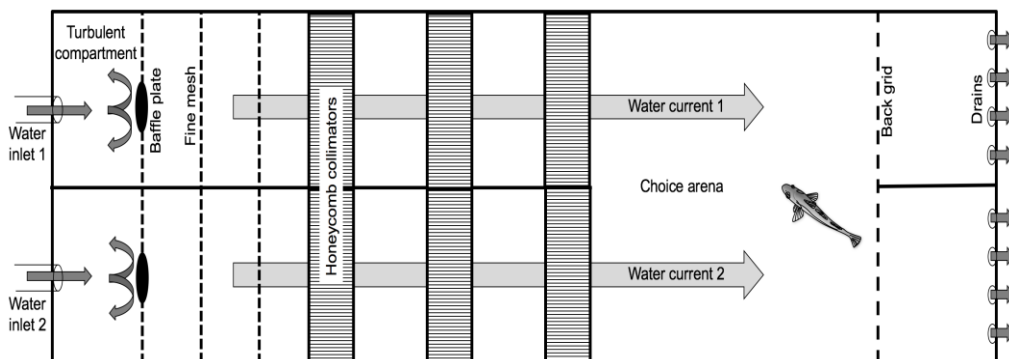 Turbulent
compartment
Baffle plate
Fine mesh
Honeycomb collimators
Water current 1
Back grid
Drains
Water
inlet 1
Choice arena
Water current 2
Water
inlet 2